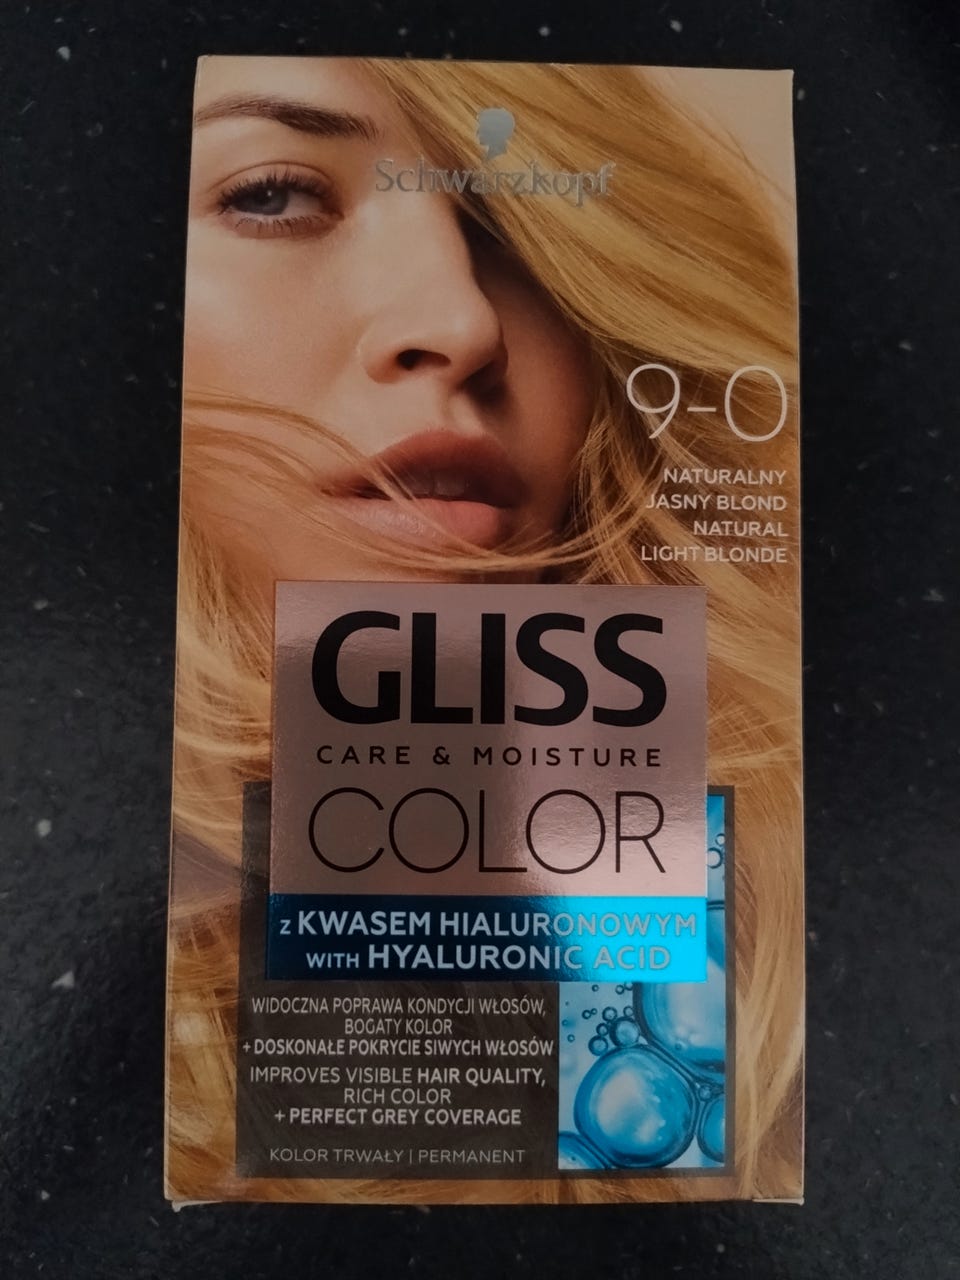 Schwarzkopf
9-0
NATURALNY
JASNY BLOND
NATURAL
LIGHT BLONDE
GLISS
CARE & MOISTURE
COLOR
z KWASEM HIALURONOWYM
WITH HYALURONIC ACID
WIDOCZNA POPRAWA KONDYCJI WŁOSÓW,
BOGATY KOLOR
+ DOSKONAŁE POKRYCIE SIWYCH WŁOSÓW
IMPROVES VISIBLE HAIR QUALITY,
RICH COLOR
+ PERFECT GREY COVERAGE
KOLOR TRWAŁY | PERMANENT